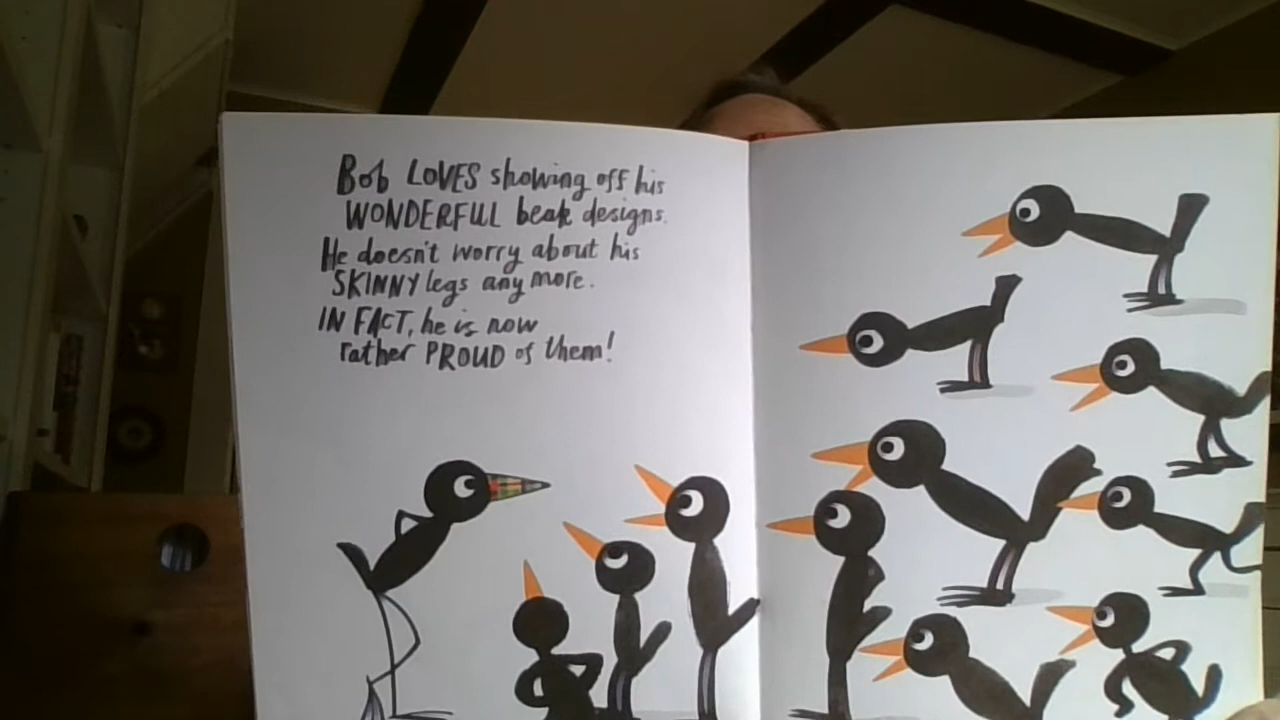 Bob LOVES showing off his
WONDERFUL beak designs.
He doesn't worry about his
SKINNY legs any more.
IN FACT, he is now
rather PROUD of them!